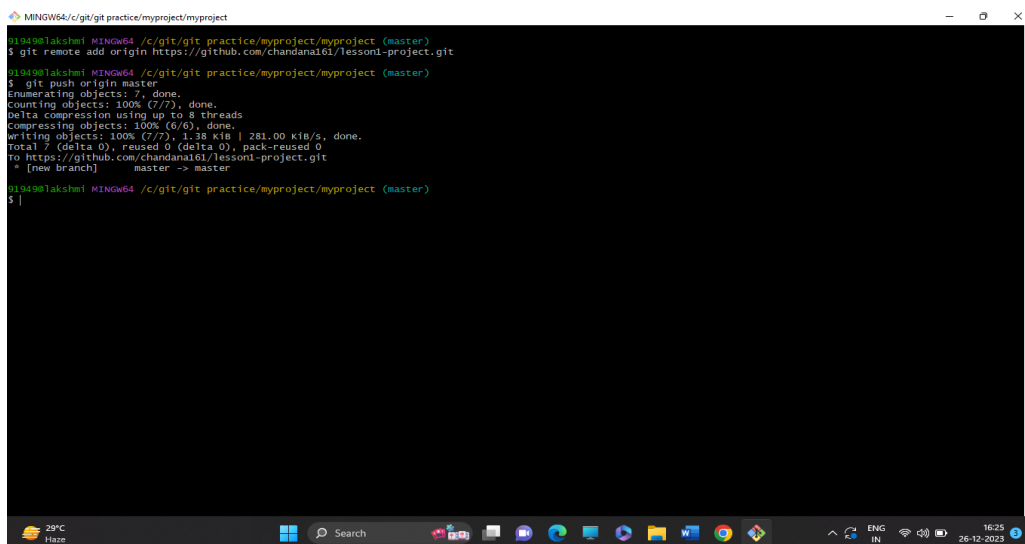 MINGW64:/c/git/git practice/myproject/myproject
91949@lakshmi MINGW64 /c/git/git practice/myproject/myproject (master)
$ git remote add origin https://github.com/chandana161/lesson1-project.git
91949@lakshmi MINGW64 /c/git/git practice/myproject/myproject (master)
$  git push origin master
Enumerating objects: 7, done.
Counting objects: 100% (7/7), done.
Delta compression using up to 8 threads
Compressing objects: 100% (6/6), done.
Writing objects: 100% (7/7), 1.38 KiB | 281.00 KiB/s, done.
Total 7 (delta 0), reused 0 (delta 0), pack-reused 0
To https://github.com/chandana161/lesson1-project.git
 * [new branch]      master -> master
91949@lakshmi MINGW64 /c/git/git practice/myproject/myproject (master)
$
29°C
Haze
Search
ENG
IN
16:25
26-12-2023
3